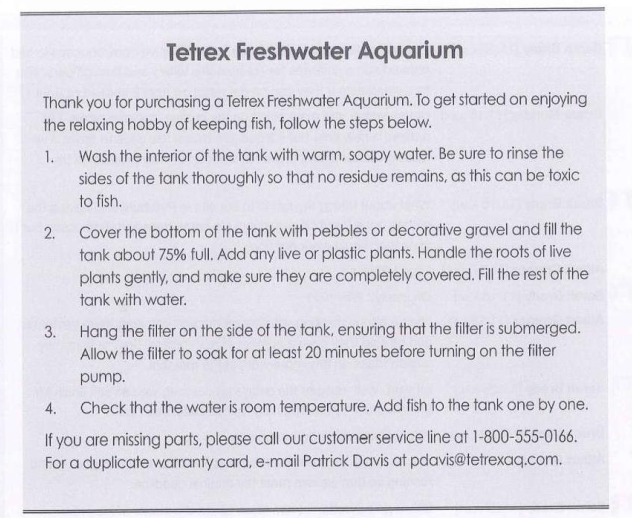 Tetrex Freshwater Aquarium
Thank you for purchasing a Tetrex Freshwater Aquarium. To get started on enjoying
the relaxing hobby of keeping fish, follow the steps below.
1. Wash the interior of the tank with warm, soapy water. Be sure to rinse the
sides of the tank thoroughly so that no residue remains, as this can be toxic
to fish.
2. Cover the bottom of the tank with pebbles or decorative gravel and fill the
tank about 75% full. Add any live or plastic plants. Handle the roots of live
plants gently, and make sure they are completely covered. Fill the rest of the
tank with water.
3. Hang the filter on the side of the tank, ensuring that the filter is submerged.
Allow the filter to soak for at least 20 minutes before turning on the filter
pump.
4. Check that the water is room temperature. Add fish to the tank one by one.
If you are missing parts, please call our customer service line at 1-800-555-0166.
For a duplicate warranty card, e-mail Patrick Davis at pdavis@tetrexaq.com.